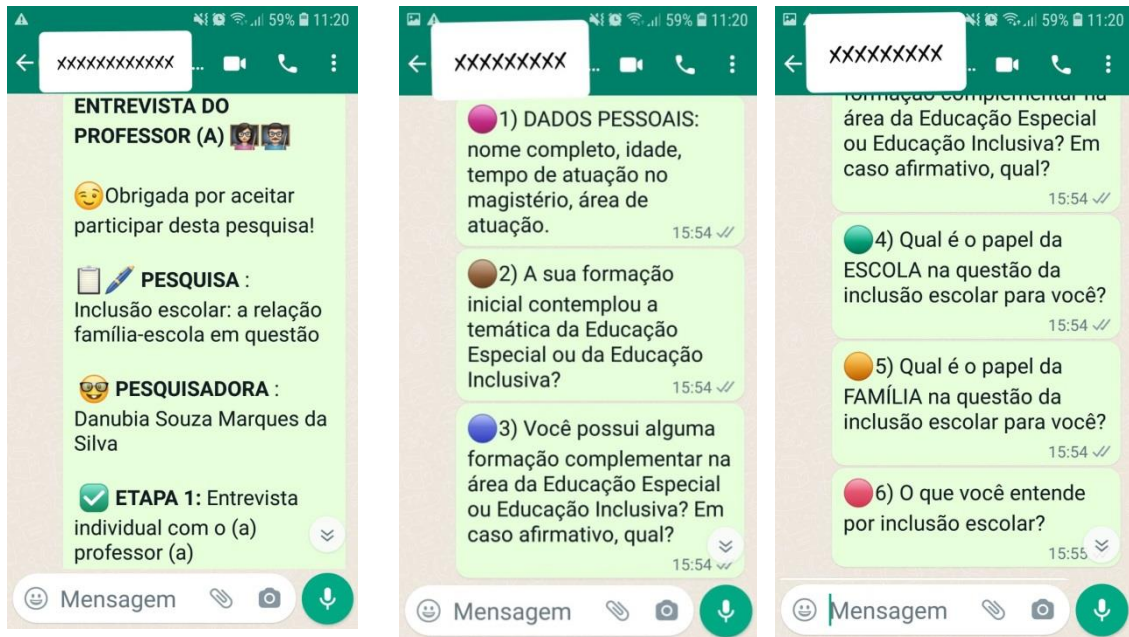 59% 11:20
XXXXXXXXXXXX ...
ENTREVISTA DO
PROFESSOR (A)
Obrigada por aceitar
participar desta pesquisa!
PESQUISA :
Inclusão escolar: a relação
família-escola em questão
PESQUISADORA :
Danubia Souza Marques da
Silva
ETAPA 1: Entrevista
individual com o (a)
professor (a)
Mensagem
59% 11:20
XXXXXXXXX ...
1) DADOS PESSOAIS:
nome completo, idade,
tempo de atuação no
magistério, área de
atuação.
15:54
2) A sua formação
inicial contemplou a
temática da Educação
Especial ou da Educação
Inclusiva?
15:54
3) Você possui alguma
formação complementar na
área da Educação Especial
ou Educação Inclusiva? Em
caso afirmativo, qual?
15:54
Mensagem
59% 11:20
XXXXXXXXX ..
formação complementar na
área da Educação Especial
ou Educação Inclusiva? Em
caso afirmativo, qual?
15:54
4) Qual é o papel da
ESCOLA na questão da
inclusão escolar para você?
15:54
5) Qual é o papel da
FAMÍLIA na questão da
inclusão escolar para você?
15:54
6) O que você entende
por inclusão escolar?
15:55
Mensagem